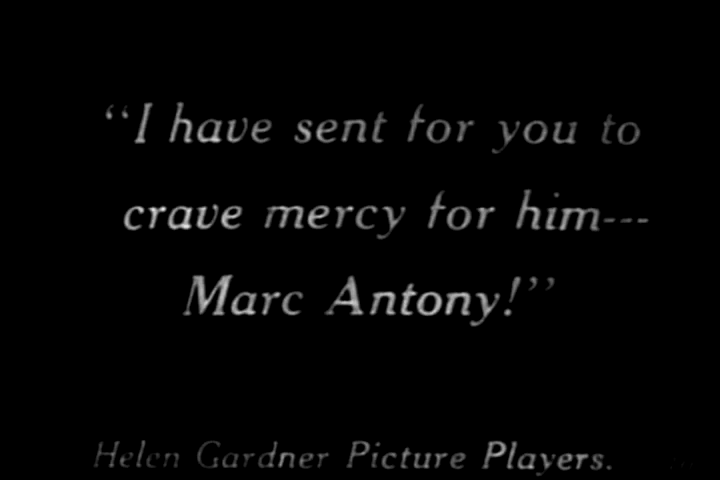 “I have sent for you to
crave mercy for him---
Marc Antony!”
Helen Gardner Picture Players.